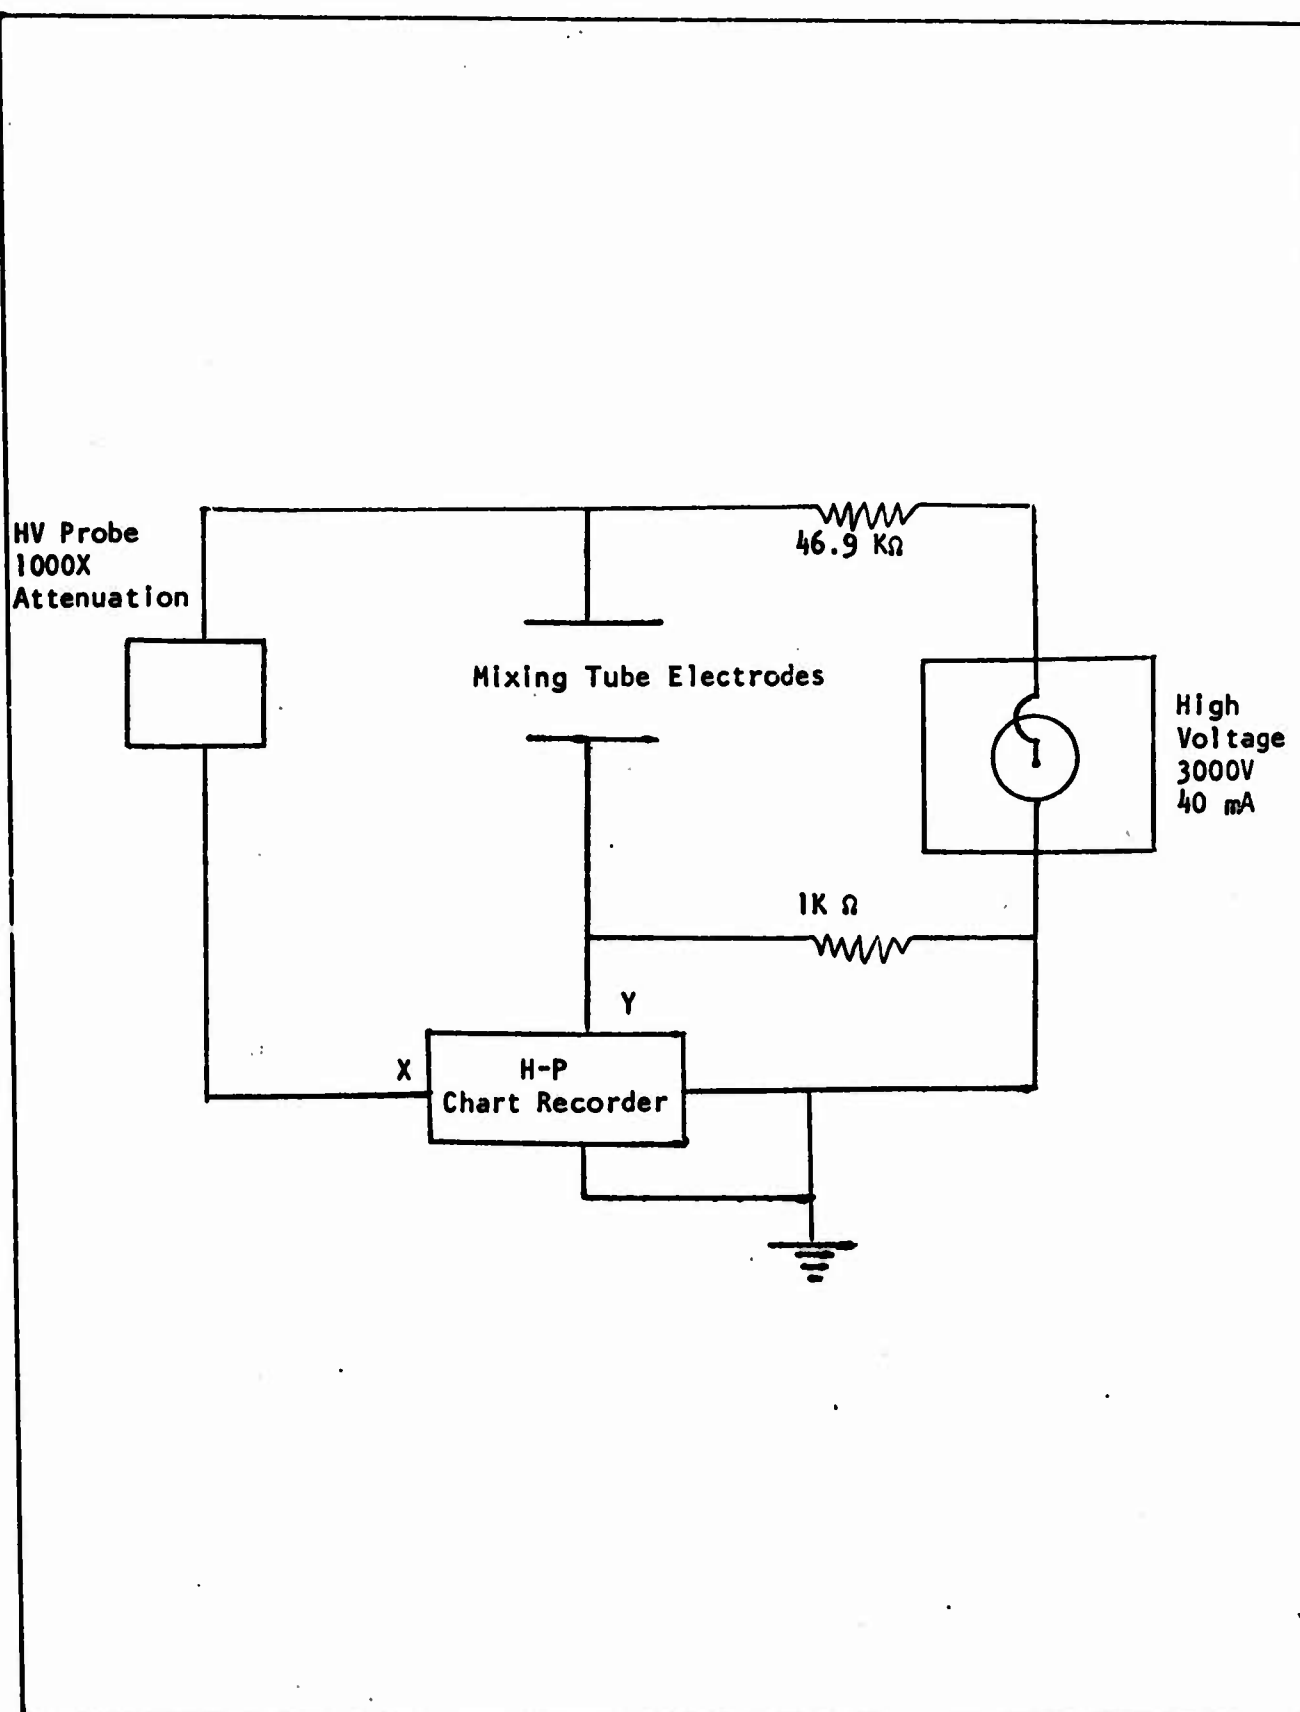 HV Probe
1000X
Attenuation
46.9 KΩ
Mixing Tube Electrodes
High
Voltage
3000V
40 mA
1K Ω
Y
X
H-P
Chart Recorder